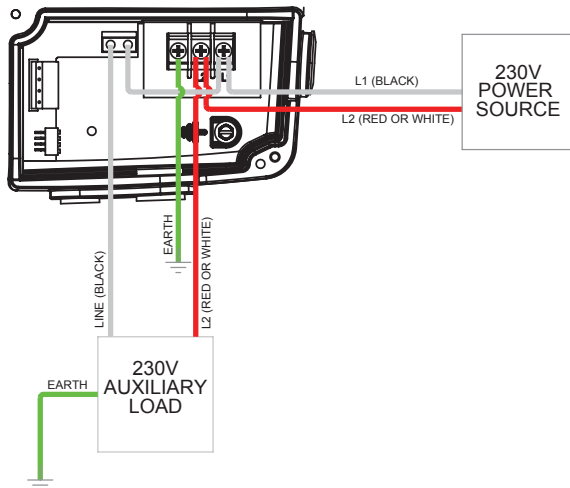 L1 (BLACK)
230V
POWER
SOURCE
L2 (RED OR WHITE)
LINE (BLACK)
EARTH
L2 (RED OR WHITE)
EARTH
230V
AUXILIARY
LOAD